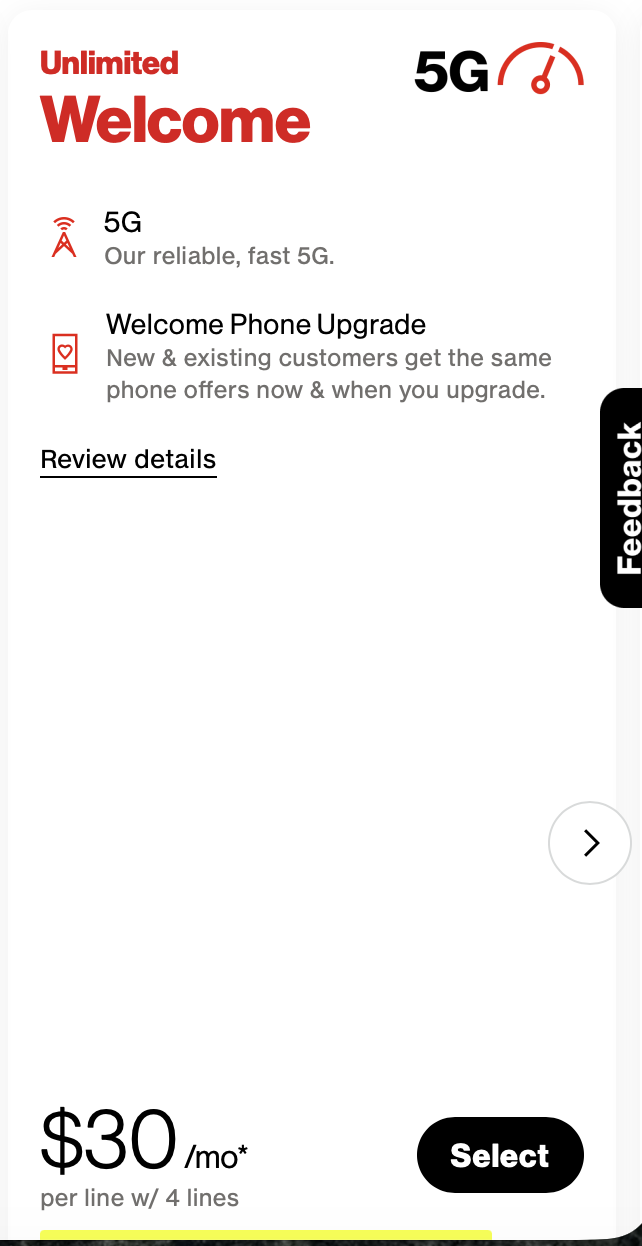 Unlimited
Welcome
5G
5G
Our reliable, fast 5G.
Welcome Phone Upgrade
New & existing customers get the same
phone offers now & when you upgrade.
Review details
Feedback
$30 /mo*
per line w/ 4 lines
Select